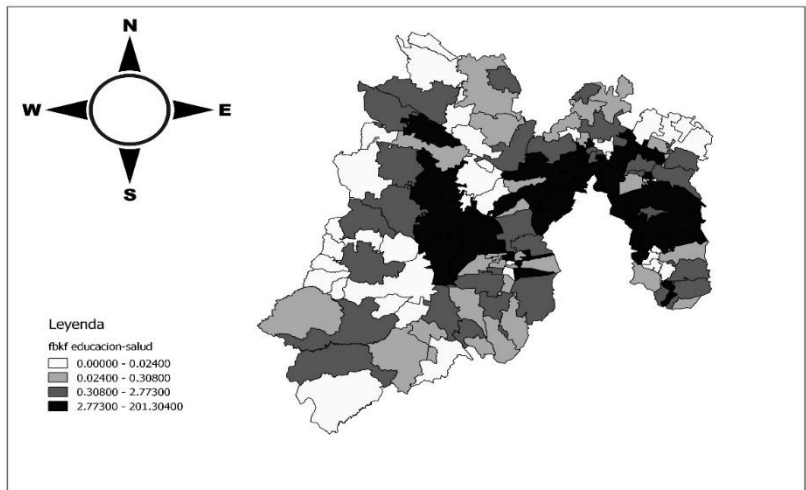 N
W E
S
Leyenda
fbkf educacion-salud
0.00000 - 0.02400
0.02400 - 0.30800
0.30800 - 2.77300
2.77300 - 201.30400